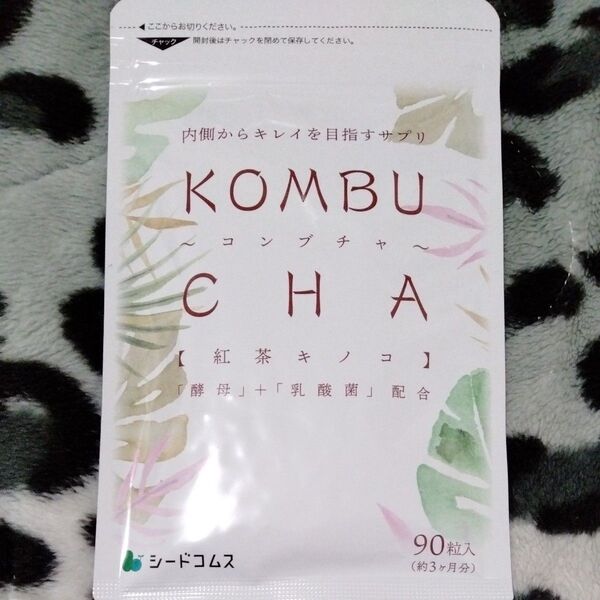 ここからお切りください。
チャック 開封後はチャックを閉めて保存してください。
内側からキレイを目指すサプリ
KOMBU
～コンブチャ～
CHA
【紅茶キノコ】
「酵母」+「乳酸菌」配合
シードコムス
90粒入
(約3ヶ月分)